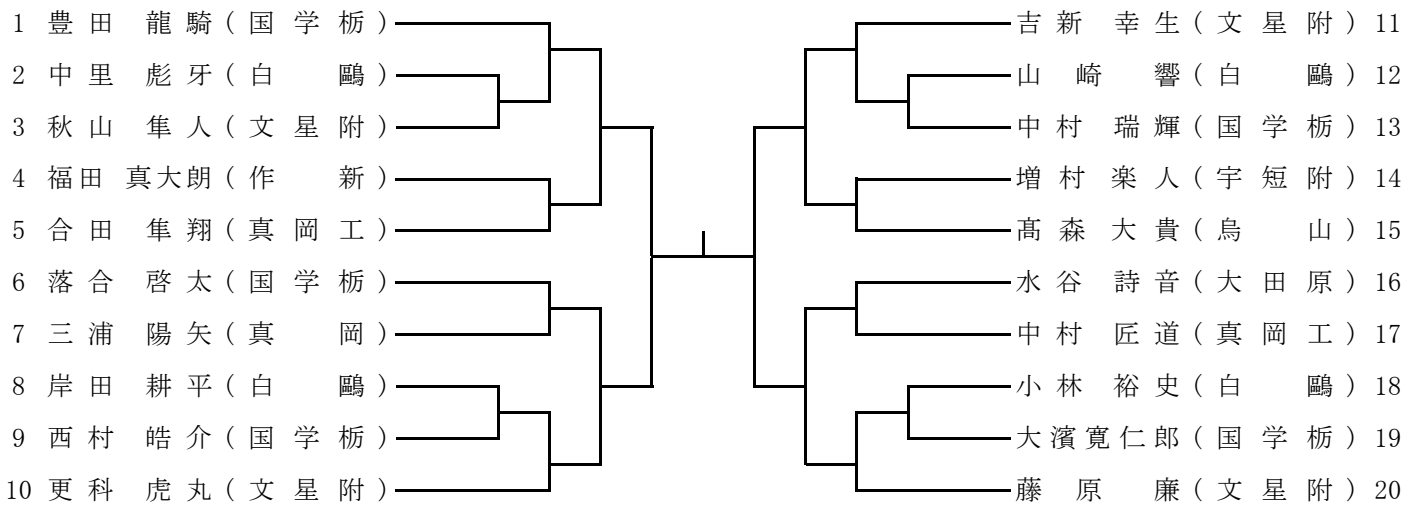 1 豊田 龍騎(国学栃)
2 中里 彪牙(白 鷗)
3 秋山 隼人(文星附)
4 福田 真大朗(作 新)
5 合田 隼翔(真岡工)
6 落合 啓太(国学栃)
7 三浦 陽矢(真 岡)
8 岸田 耕平(白 鷗)
9 西村 皓介(国学栃)
10 更科 虎丸(文星附)
吉新 幸生(文星附) 11
山崎 響(白 鷗) 12
中村 瑞輝(国学栃) 13
増村 楽人(宇短附) 14
髙森 大貴(烏 山) 15
水谷 詩音(大田原) 16
中村 匠道(真岡工) 17
小林 裕史(白 鷗) 18
大濱寛仁郎(国学栃) 19
藤原 廉(文星附) 20